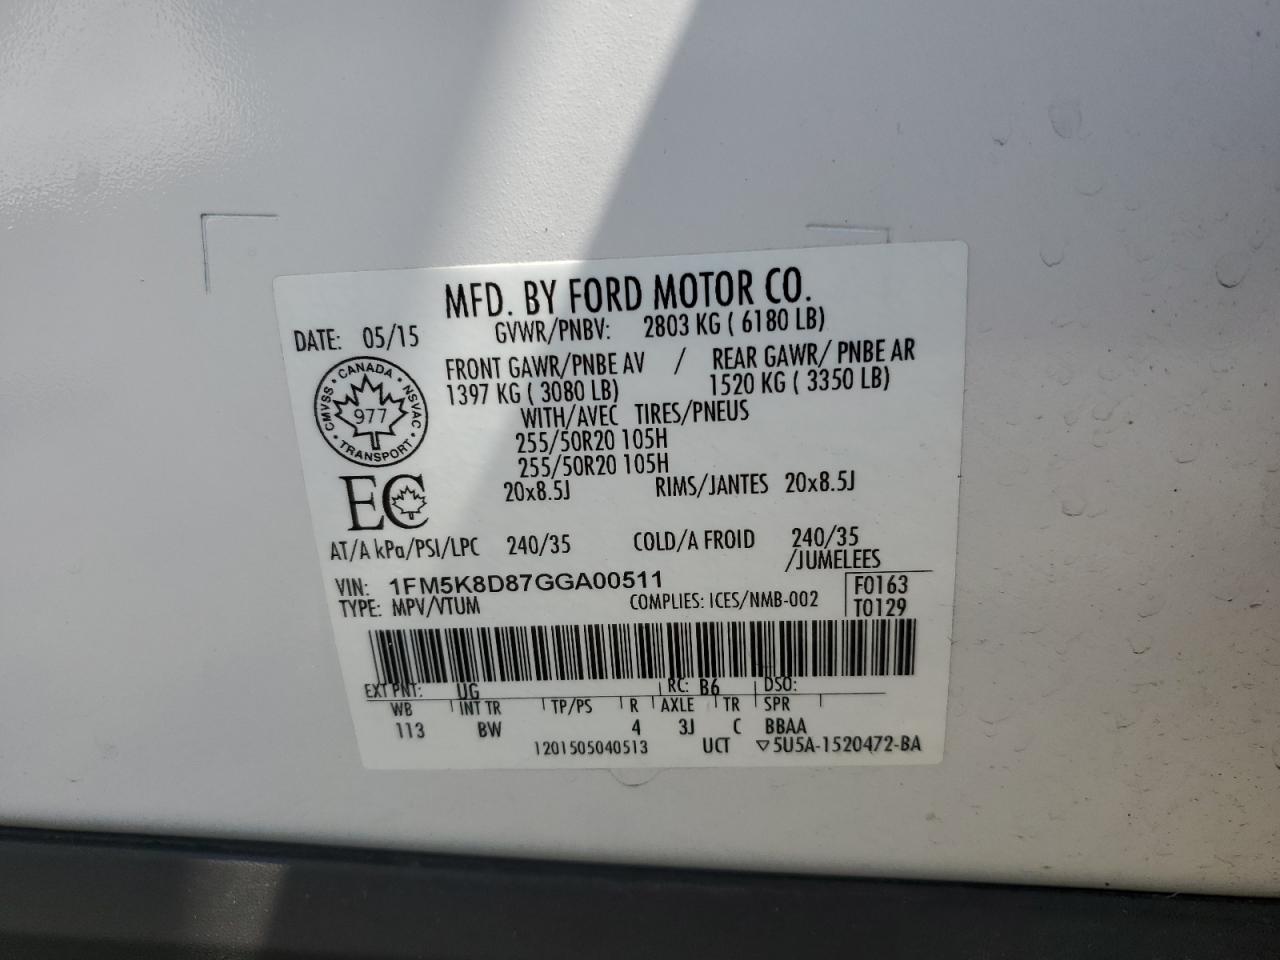 MFD. BY FORD MOTOR CO.
DATE: 05/15 GVWR/PNBV: 2803 KG ( 6180 LB)
FRONT GAWR/PNBE AV / REAR GAWR/ PNBE AR
1397 KG ( 3080 LB) 1520 KG ( 3350 LB)
WITH/AVEC TIRES/PNEUS
255/50R20 105H
255/50R20 105H
20x8.5J RIMS/JANTES 20x8.5J
CMVSS · CANADA · NSVAC · TRANSPORT ·
977
EC
AT/A kPa/PSI/LPC 240/35 COLD/A FROID 240/35
/JUMELEES
VIN: 1FM5K8D87GGA00511 F0163
TYPE: MPV/VTUM COMPLIES: ICES/NMB-002 T0129
EXT PNT: UG RC: B6 DSO:
WB INT TR TP/PS R AXLE TR SPR
113 BW 4 3J C BBAA
1201505040513 UCT ▽5U5A-1520472-BA